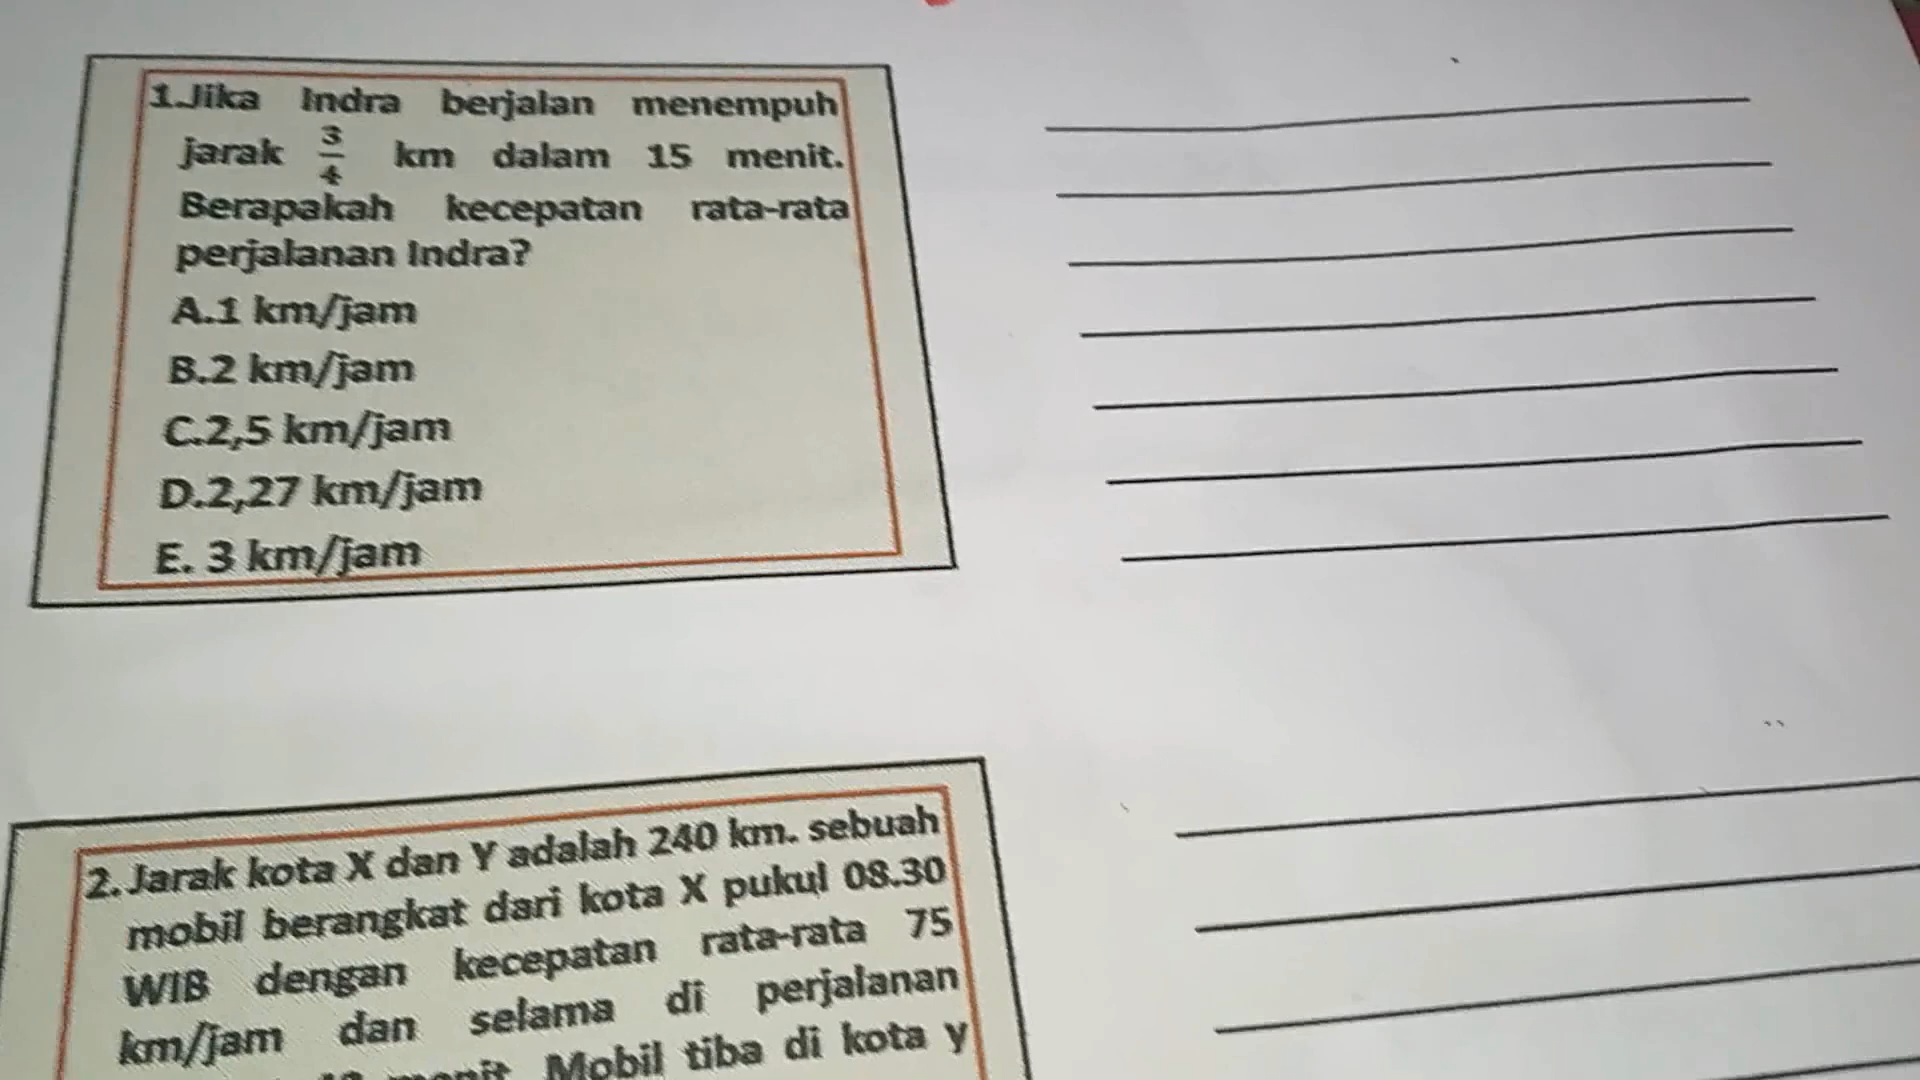 1.Jika Indra berjalan menempuh
jarak 3/4 km dalam 15 menit.
Berapakah kecepatan rata-rata
perjalanan Indra?
A.1 km/jam
B.2 km/jam
C.2,5 km/jam
D.2,27 km/jam
E. 3 km/jam
2. Jarak kota X dan Y adalah 240 km. sebuah
mobil berangkat dari kota X pukul 08.30
WIB dengan kecepatan rata-rata 75
km/jam dan selama di perjalanan
menit. Mobil tiba di kota y